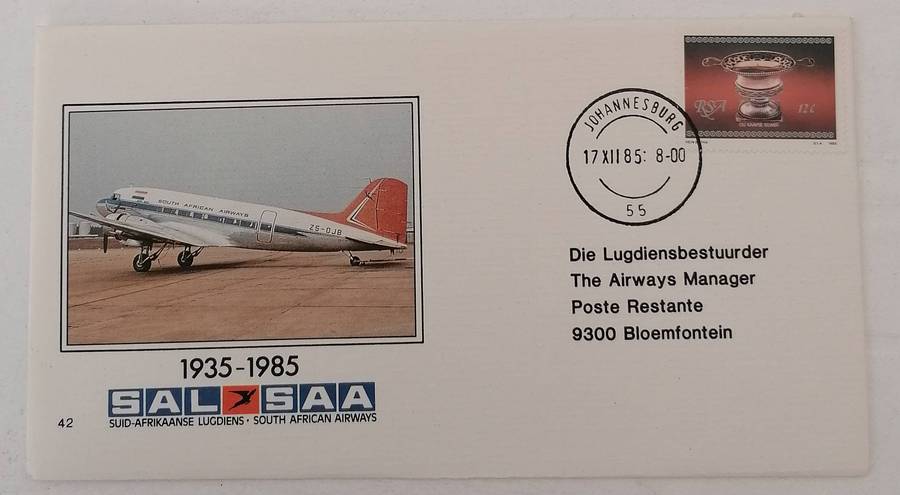 SOUTH AFRICAN AIRWAYS
ZS-DJB
1935-1985
SAL SAA
SUID-AFRIKAANSE LUGDIENS · SOUTH AFRICAN AIRWAYS
42
JOHANNESBURG
17 XII 85: 8-00
55
RSA 12c
1985
Die Lugdiensbestuurder
The Airways Manager
Poste Restante
9300 Bloemfontein